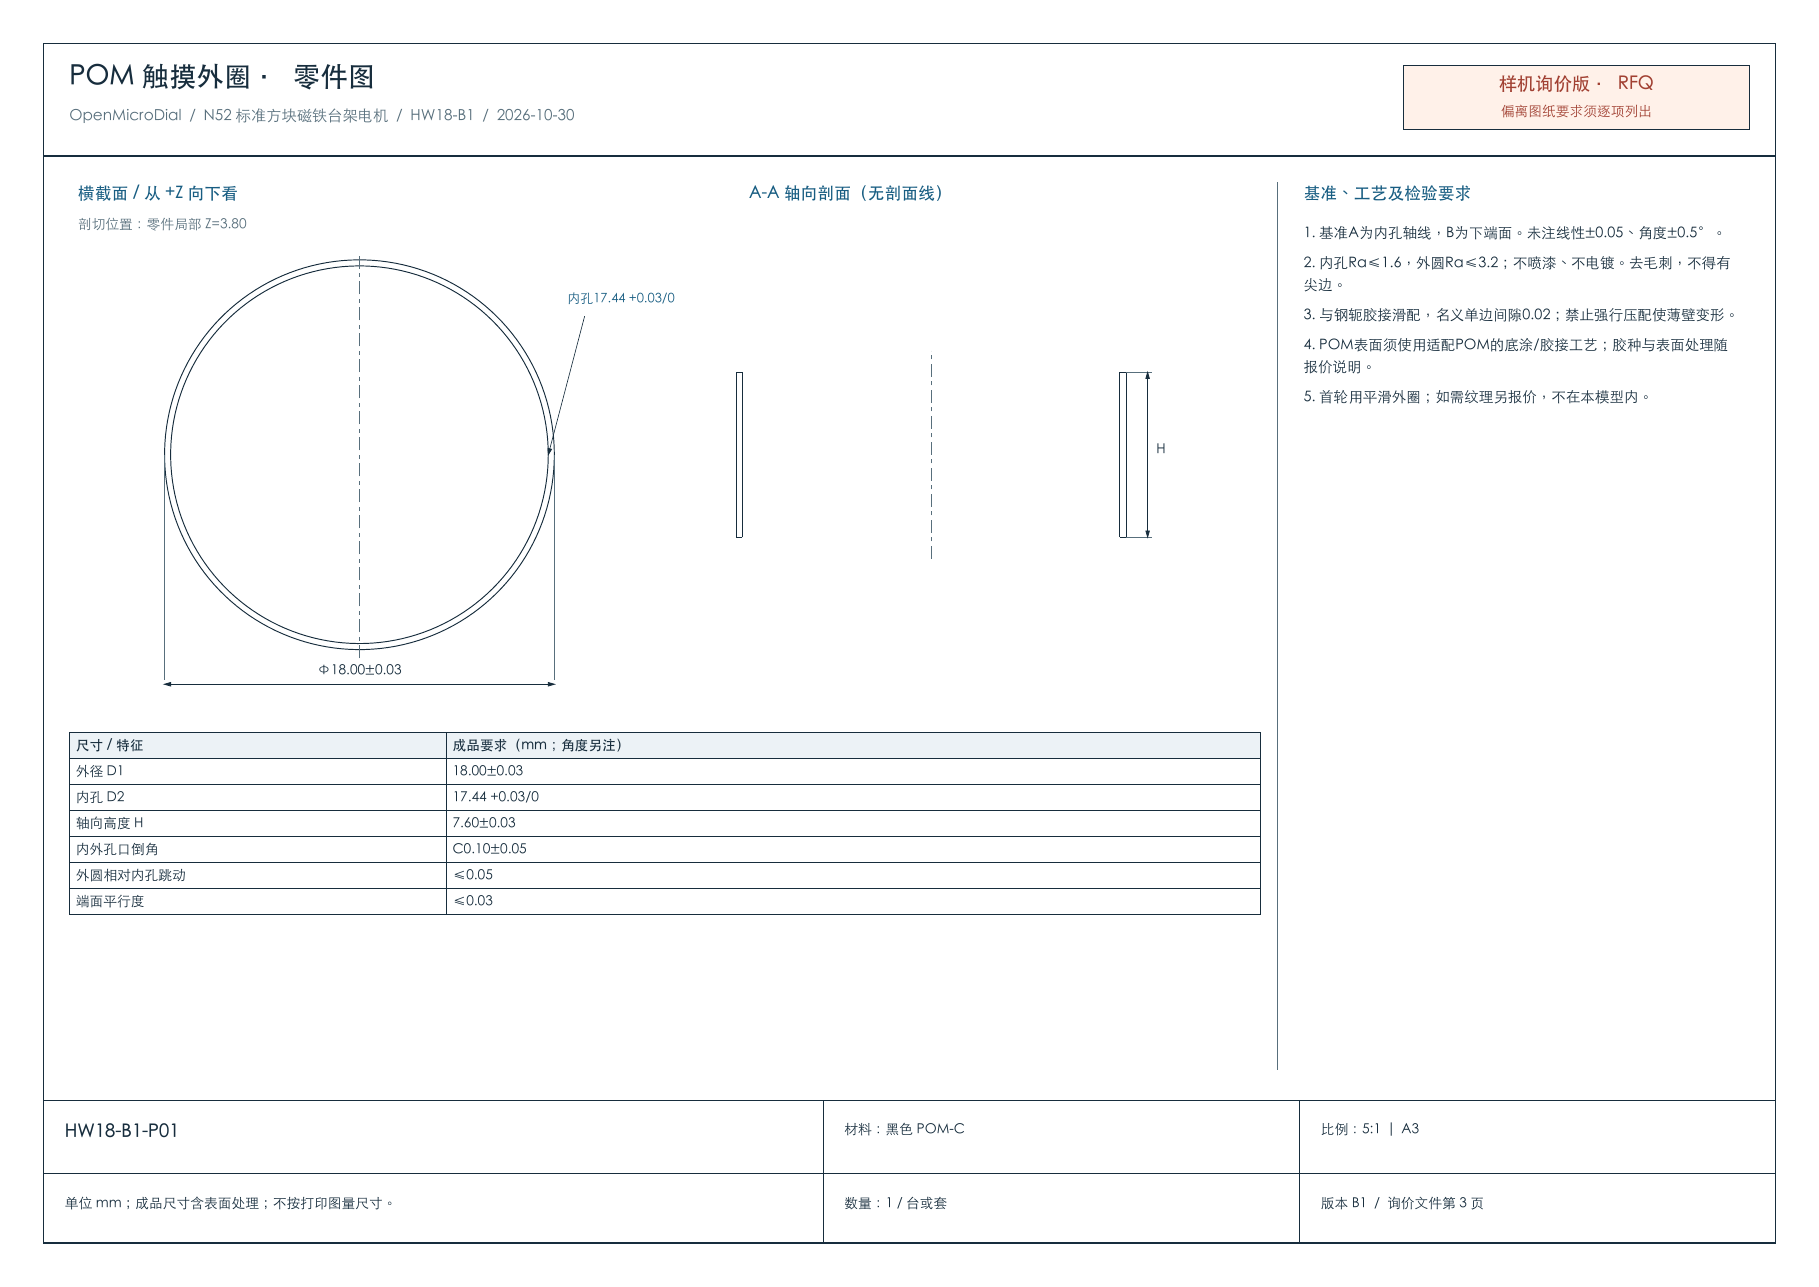 POM 触摸外圈 · 零件图
OpenMicroDial / N52 标准方块磁铁台架电机 / HW18-B1 / 2026-10-30
样机询价版 · RFQ
偏离图纸要求须逐项列出
横截面 / 从 +Z 向下看
剖切位置：零件局部 Z=3.80
内孔17.44 +0.03/0
Φ18.00±0.03
A-A 轴向剖面（无剖面线）
H
基准、工艺及检验要求
1. 基准A为内孔轴线，B为下端面。未注线性±0.05、角度±0.5°。
2. 内孔Ra≤1.6，外圆Ra≤3.2；不喷漆、不电镀。去毛刺，不得有
尖边。
3. 与钢轭胶接滑配，名义单边间隙0.02；禁止强行压配使薄壁变形。
4. POM表面须使用适配POM的底涂/胶接工艺；胶种与表面处理随
报价说明。
5. 首轮用平滑外圈；如需纹理另报价，不在本模型内。
尺寸 / 特征 成品要求（mm；角度另注）
外径 D1 18.00±0.03
内孔 D2 17.44 +0.03/0
轴向高度 H 7.60±0.03
内外孔口倒角 C0.10±0.05
外圆相对内孔跳动 ≤0.05
端面平行度 ≤0.03
HW18-B1-P01
材料：黑色 POM-C
比例：5:1 | A3
单位 mm；成品尺寸含表面处理；不按打印图量尺寸。
数量：1 / 台或套
版本 B1 / 询价文件第 3 页